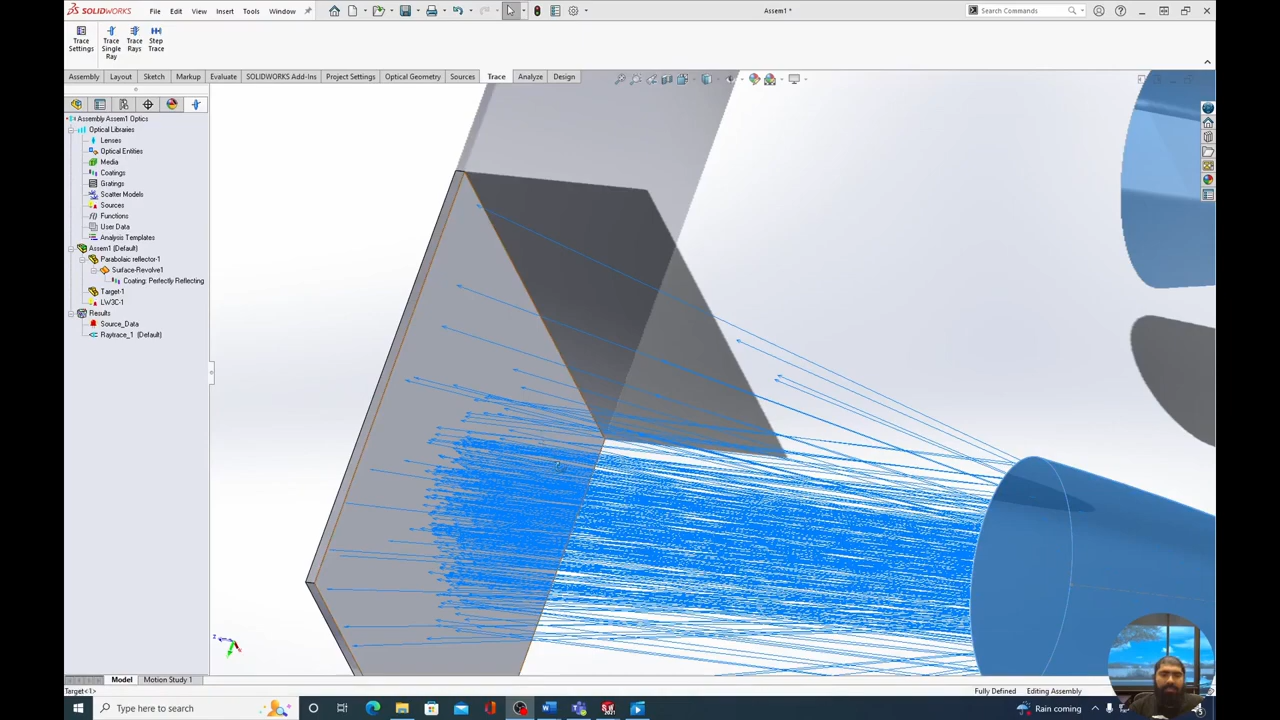 SOLIDWORKS
File Edit View Insert Tools Window
Assem1 *
Search Commands
Trace Settings
Trace Single Ray
Trace Rays
Step Trace
Assembly Layout Sketch Markup Evaluate SOLIDWORKS Add-Ins Project Settings Optical Geometry Sources Trace Analyze Design
Assembly Assem1 Optics
Optical Libraries
Lenses
Optical Entities
Media
Coatings
Gratings
Scatter Models
Sources
Functions
User Data
Analysis Templates
Assem1 (Default)
Parabolic reflector-1
Surface-Revolve1
Coating: Perfectly Reflecting
Target-1
LW3C-1
Results
Source_Data
Raytrace_1 (Default)
Model Motion Study 1
Target<1> Fully Defined Editing Assembly
Type here to search
Rain coming